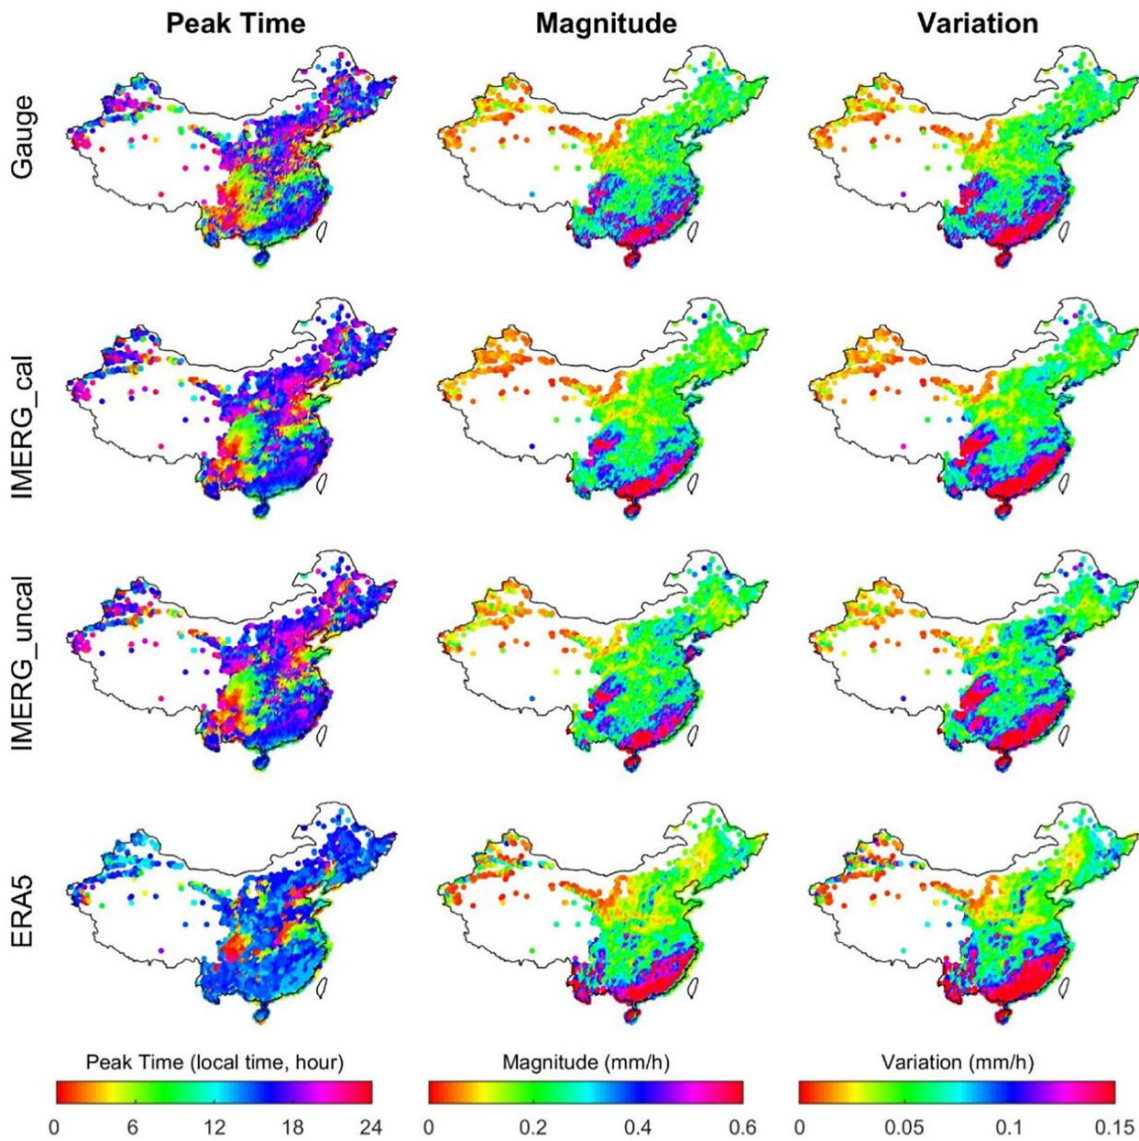 Peak Time Magnitude Variation
Gauge
IMERG_cal
IMERG_uncal
ERA5
Peak Time (local time, hour) Magnitude (mm/h) Variation (mm/h)
0 6 12 18 24 0 0.2 0.4 0.6 0 0.05 0.1 0.15